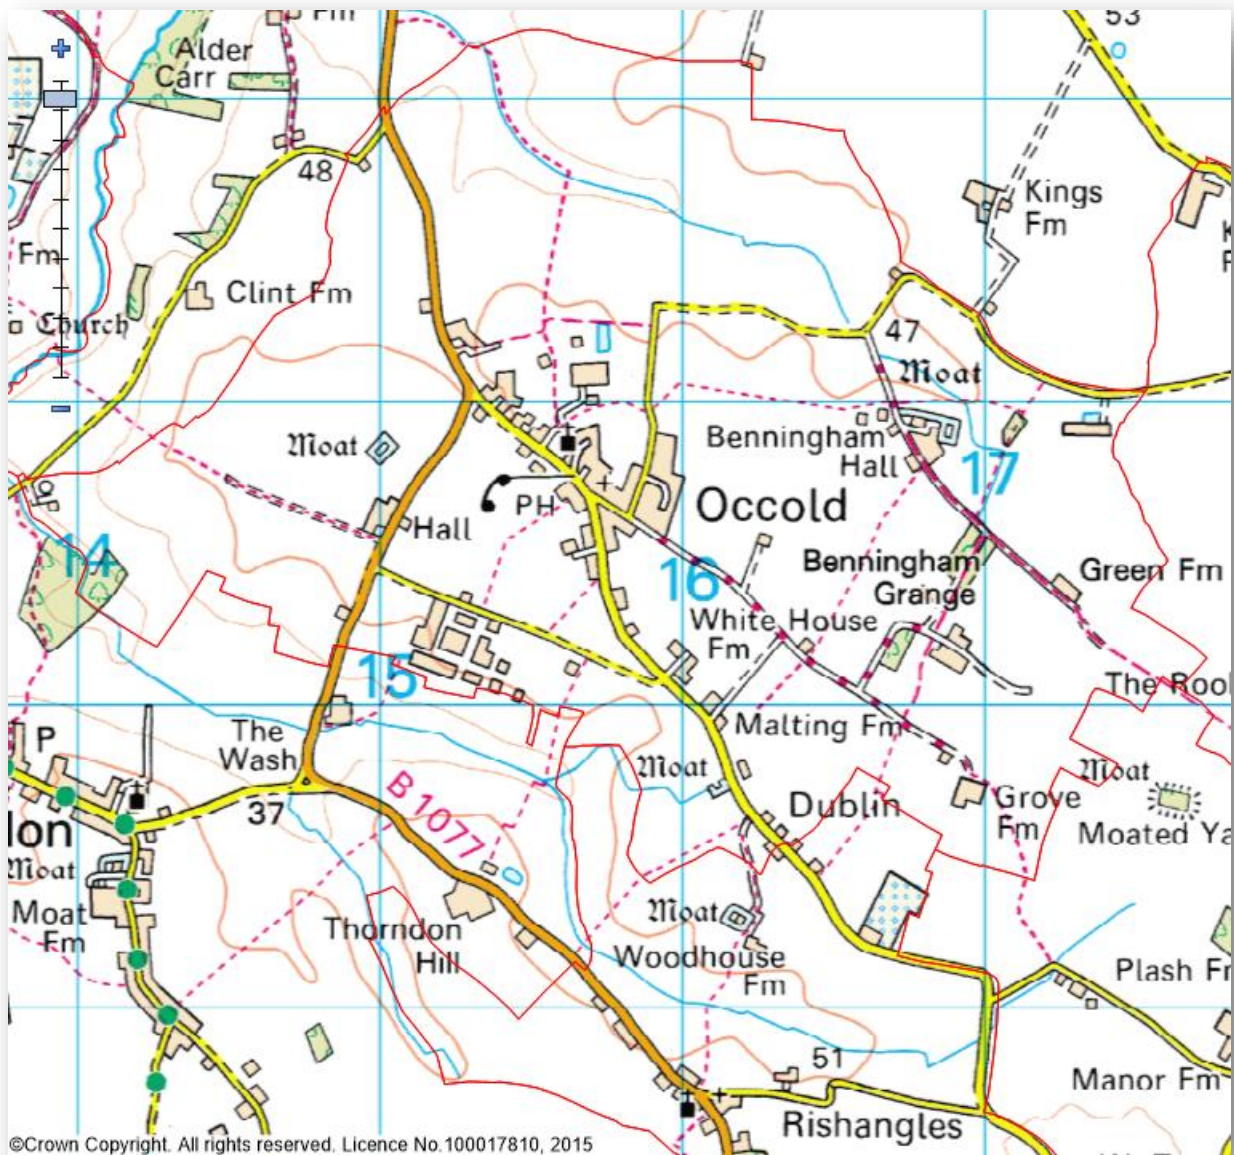 Fm
53
Alder
Carr
48
Kings
Fm
Fm
Clint Fm
Church
47
Moat
Benningham
Hall
17
Moat
PH
Occold
Hall
14
16
Benningham
Grange
Green Fm
White House
Fm
15
The Roo
P
The
Wash
Malting Fm
Moat
Moat
B 1077
Dublin
Grove
Fm
37
Moated Ya
lon
Moat
Moat
Fm
Moat
Thorndon
Hill
Woodhouse
Fm
Plash Fr
51
Manor Fm
Rishangles
©Crown Copyright. All rights reserved. Licence No.100017810, 2015